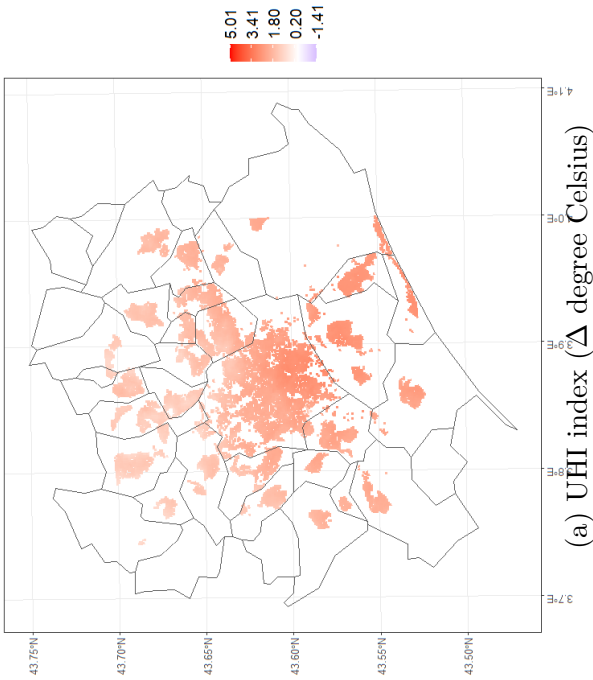 5.01
3.41
1.80
0.20
-1.41
4.1°E
4.0°E
3.9°E
3.8°E
3.7°E
43.75°N
43.70°N
43.65°N
43.60°N
43.55°N
43.50°N
(a) UHI index (Δ degree Celsius)